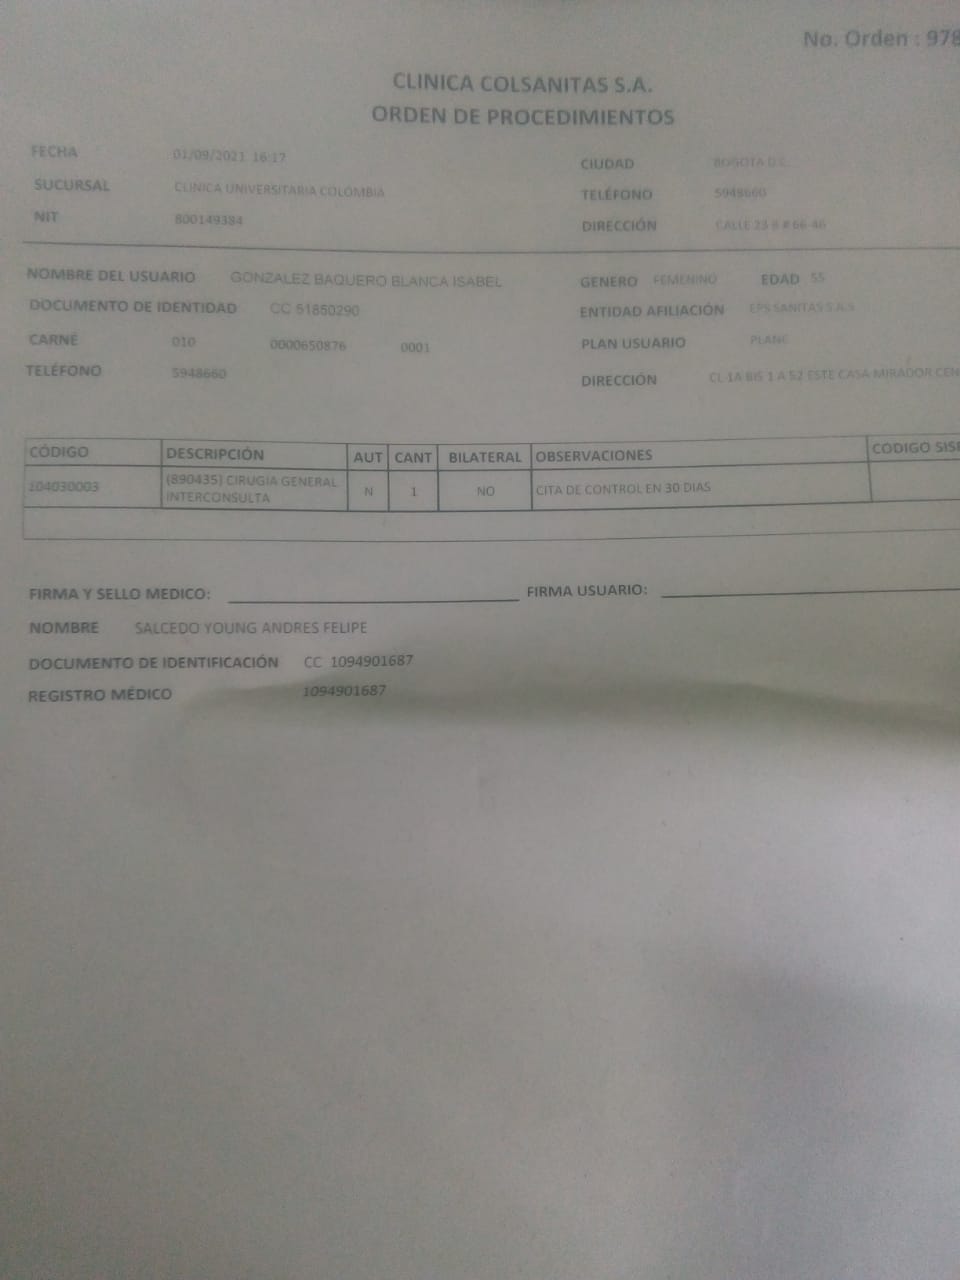 No. Orden : 978
CLINICA COLSANITAS S.A.
ORDEN DE PROCEDIMIENTOS
FECHA 01/09/2021 16:17 CIUDAD BOGOTA D.C.
SUCURSAL CLINICA UNIVERSITARIA COLOMBIA TELÉFONO 5948660
NIT 800149384 DIRECCIÓN CALLE 23 B # 66-46
NOMBRE DEL USUARIO GONZALEZ BAQUERO BLANCA ISABEL GENERO FEMENINO EDAD 55
DOCUMENTO DE IDENTIDAD CC 51850290 ENTIDAD AFILIACIÓN EPS SANITAS S.A.S
CARNÉ 010 0000650876 0001 PLAN USUARIO
TELÉFONO 5948660 DIRECCIÓN CL 1A BIS 1 A 52 ESTE CASA MIRADOR CEN
CÓDIGO DESCRIPCIÓN AUT CANT BILATERAL OBSERVACIONES CODIGO SISP
104030003 (890435) CIRUGIA GENERAL INTERCONSULTA N 1 NO CITA DE CONTROL EN 30 DIAS
FIRMA Y SELLO MEDICO: FIRMA USUARIO:
NOMBRE SALCEDO YOUNG ANDRES FELIPE
DOCUMENTO DE IDENTIFICACIÓN CC 1094901687
REGISTRO MÉDICO 1094901687